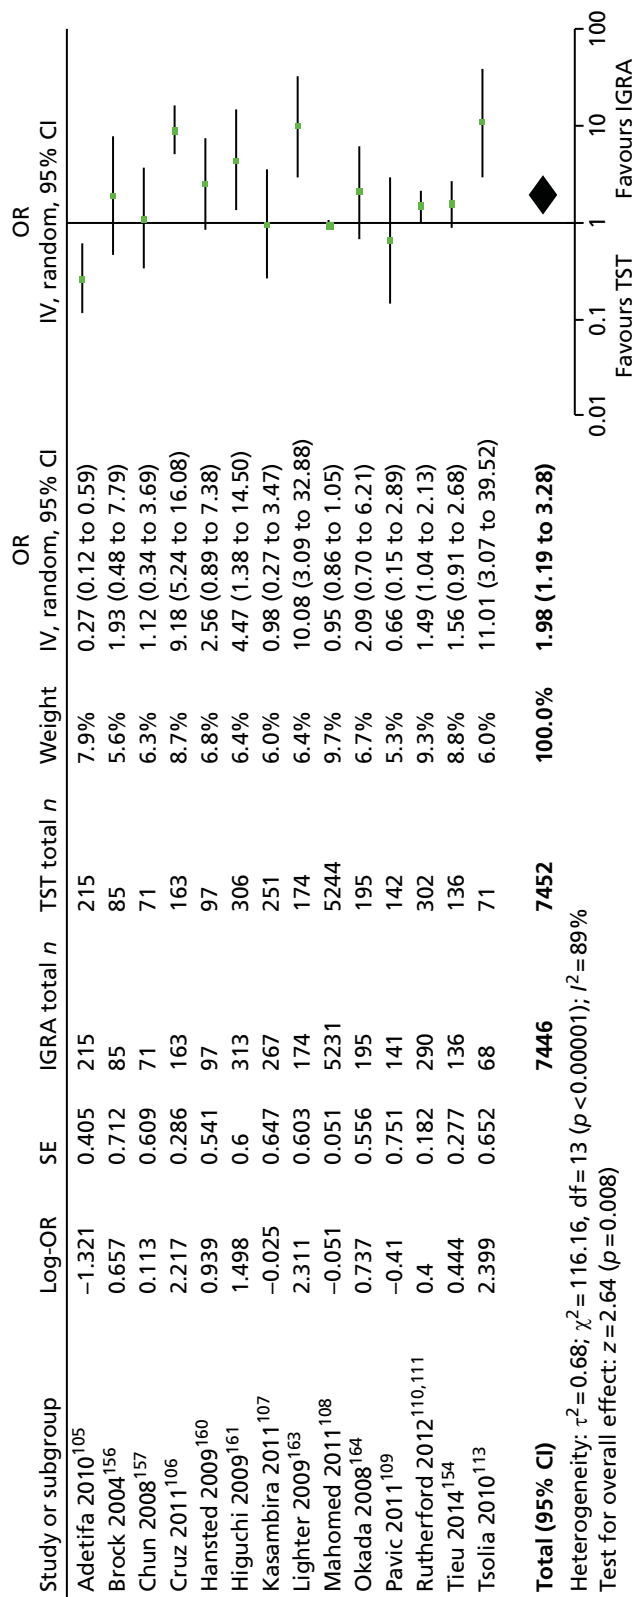 OR OR
Study or subgroup Log-OR SE IGRA total n TST total n Weight IV, random, 95% CI IV, random, 95% CI
Adetifa 2010105 −1.321 0.405 215 215 7.9% 0.27 (0.12 to 0.59)
Brock 2004156 0.657 0.712 85 85 5.6% 1.93 (0.48 to 7.79)
Chun 2008157 0.113 0.609 71 71 6.3% 1.12 (0.34 to 3.69)
Cruz 2011106 2.217 0.286 163 163 8.7% 9.18 (5.24 to 16.08)
Hansted 2009160 0.939 0.541 97 97 6.8% 2.56 (0.89 to 7.38)
Higuchi 2009161 1.498 0.6 313 306 6.4% 4.47 (1.38 to 14.50)
Kasambira 2011107 −0.025 0.647 267 251 6.0% 0.98 (0.27 to 3.47)
Lighter 2009163 2.311 0.603 174 174 6.4% 10.08 (3.09 to 32.88)
Mahomed 2011108 −0.051 0.051 5231 5244 9.7% 0.95 (0.86 to 1.05)
Okada 2008164 0.737 0.556 195 195 6.7% 2.09 (0.70 to 6.21)
Pavic 2011109 −0.41 0.751 141 142 5.3% 0.66 (0.15 to 2.89)
Rutherford 2012110,111 0.4 0.182 290 302 9.3% 1.49 (1.04 to 2.13)
Tieu 2014154 0.444 0.277 136 136 8.8% 1.56 (0.91 to 2.68)
Tsolia 2010113 2.399 0.652 68 71 6.0% 11.01 (3.07 to 39.52)
Total (95% CI) 7446 7452 100.0% 1.98 (1.19 to 3.28)
Heterogeneity: τ2=0.68; χ2=116.16, df=13 (p<0.00001); I2=89%
Test for overall effect: z=2.64 (p=0.008)
0.01 0.1 1 10 100
Favours TST Favours IGRA